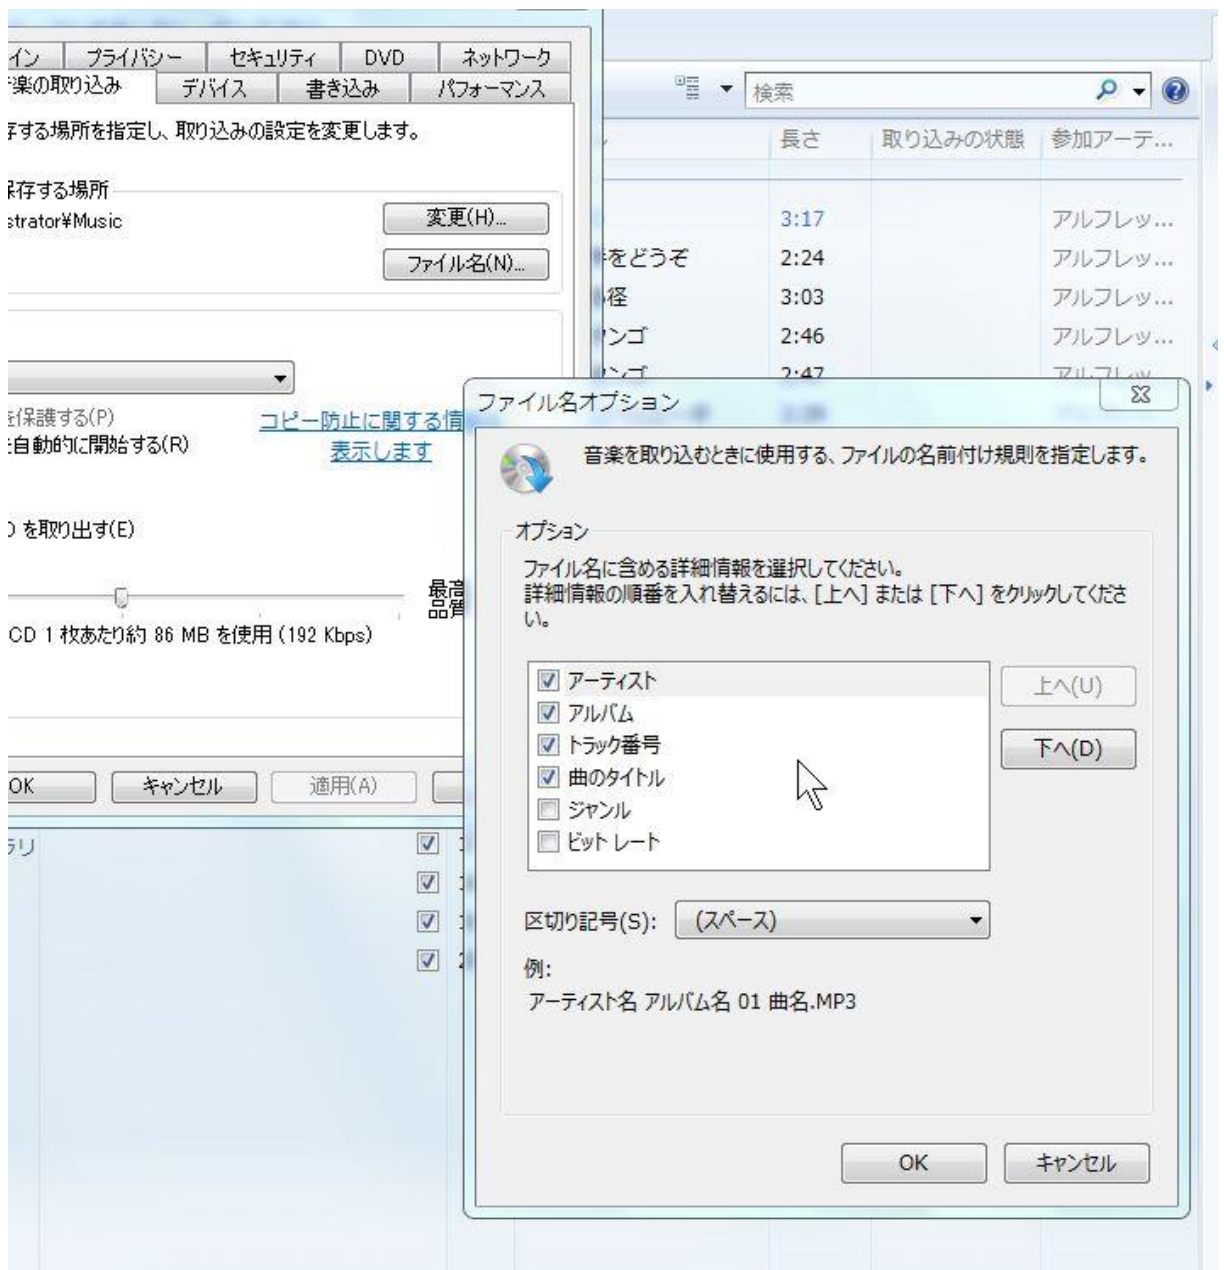 イン プライバシー セキュリティ DVD ネットワーク
楽の取り込み デバイス 書き込み パフォーマンス
する場所を指定し、取り込みの設定を変更します。
保存する場所
strator¥Music
変更(H)...
ファイル名(N)...
を保護する(P)
自動的に開始する(R)
コピー防止に関する情
表示します
を取り出す(E)
最高
品質
CD 1 枚あたり約 86 MB を使用 (192 Kbps)
OK キャンセル 適用(A)
ラリ
検索
長さ 取り込みの状態 参加アーテ...
3:17 アルフレッ...
をどうぞ 2:24 アルフレッ...
径 3:03 アルフレッ...
ンゴ 2:46 アルフレッ...
ンゴ 2:47 アルフレッ
ファイル名オプション
音楽を取り込むときに使用する、ファイルの名前付け規則を指定します。
オプション
ファイル名に含める詳細情報を選択してください。
詳細情報の順番を入れ替えるには、[上へ] または [下へ] をクリックしてくださ
い。
アーティスト
アルバム
トラック番号
曲のタイトル
ジャンル
ビット レート
上へ(U)
下へ(D)
区切り記号(S): (スペース)
例:
アーティスト名 アルバム名 01 曲名.MP3
OK キャンセル